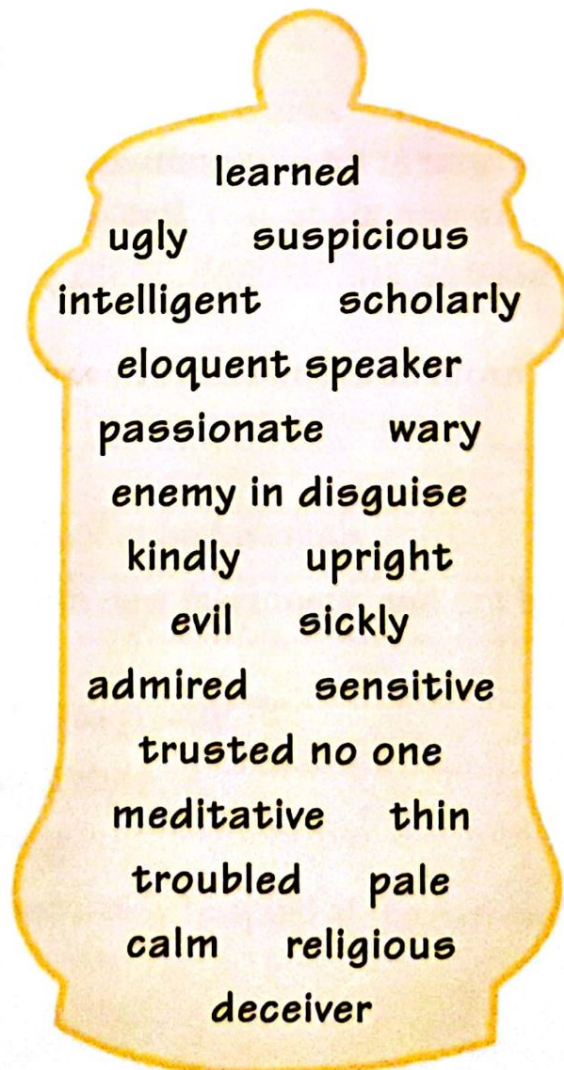 learned
ugly suspicious
intelligent scholarly
eloquent speaker
passionate wary
enemy in disguise
kindly upright
evil sickly
admired sensitive
trusted no one
meditative thin
troubled pale
calm religious
deceiver